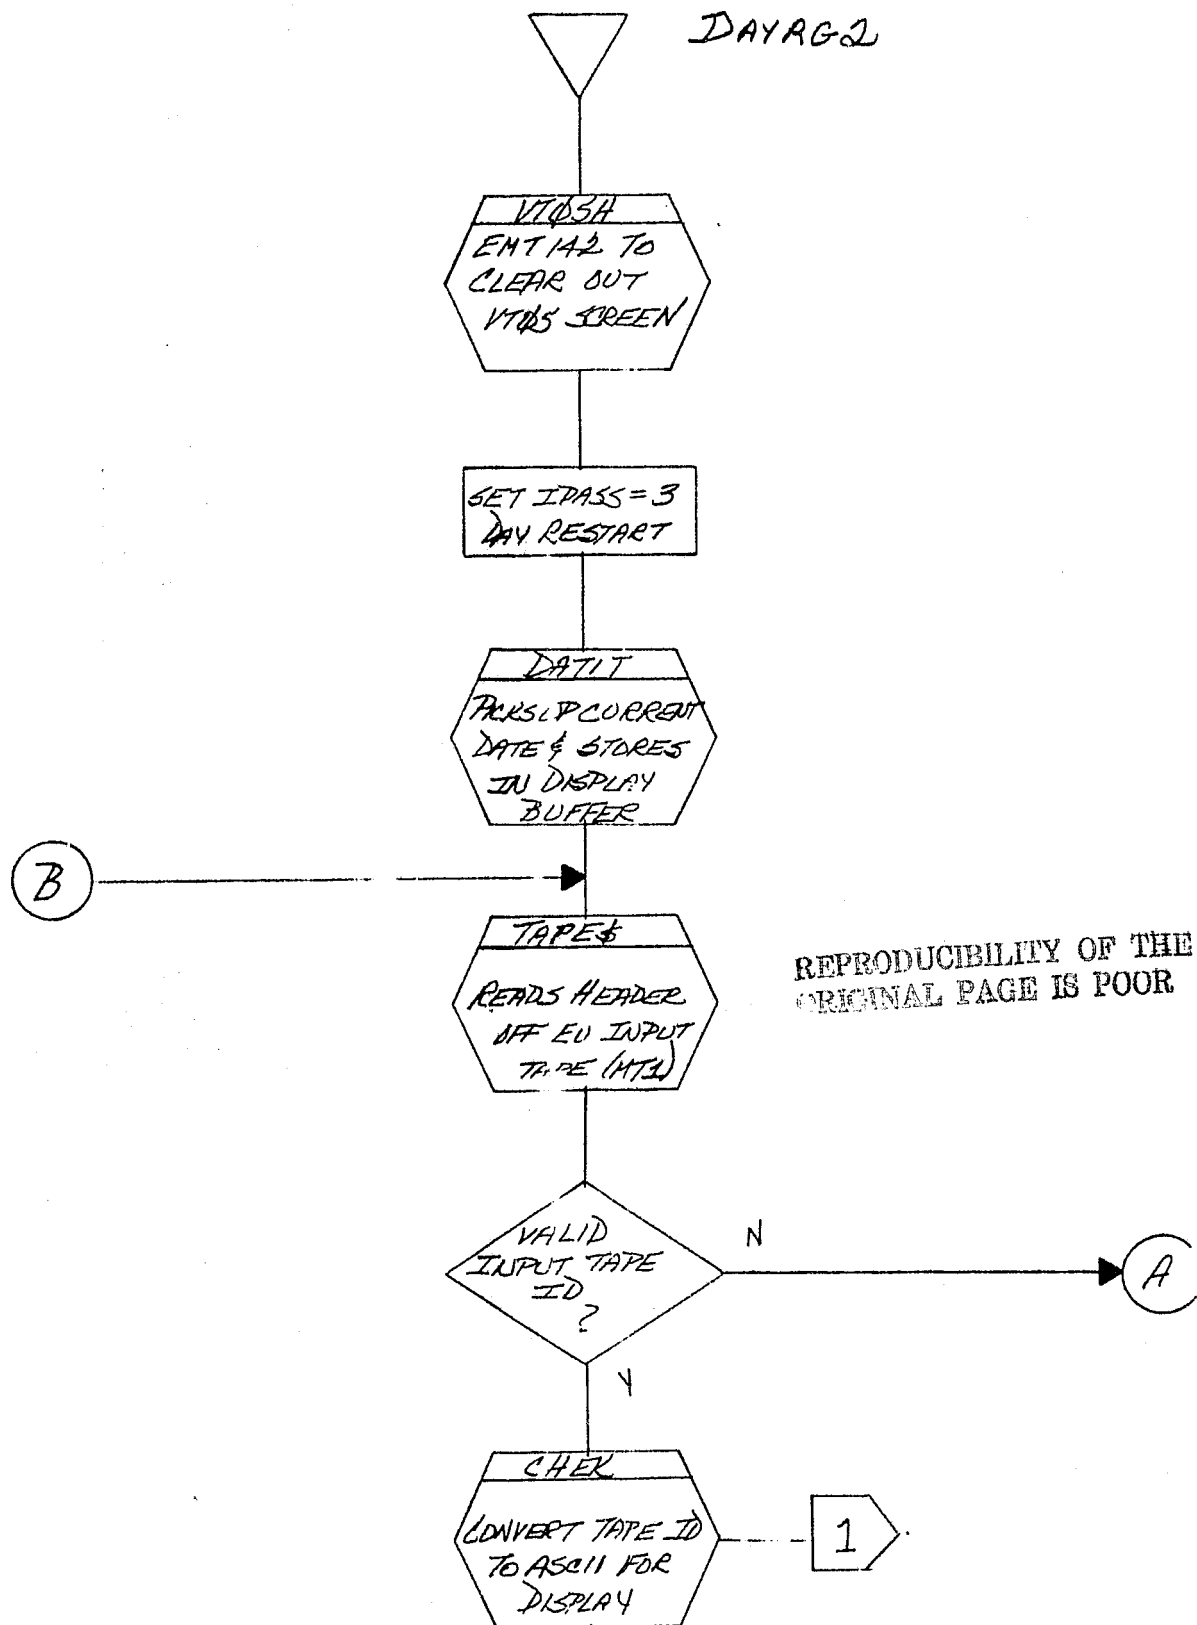 DAYRG2
VTØ5H
EMT 142 TO
CLEAR OUT
VTØ5 SCREEN
SET IPASS = 3
DAY RESTART
DATIT
PICKS UP CURRENT
DATE & STORES
IN DISPLAY
BUFFER
B
TAPE$
READS HEADER
OFF EU INPUT
TAPE (MT1)
REPRODUCIBILITY OF THE
ORIGINAL PAGE IS POOR
VALID
INPUT TAPE
ID
?
N
A
Y
CHEK
CONVERT TAPE ID
TO ASCII FOR
DISPLAY
1